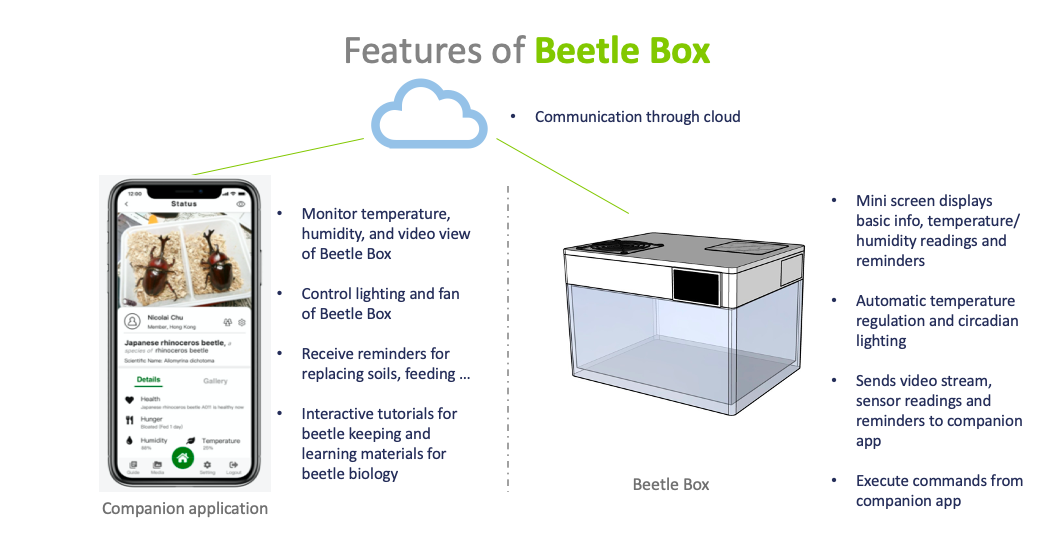 Features of Beetle Box
• Communication through cloud
12:00
Status
Nicolai Chu
Member, Hong Kong
Japanese rhinoceros beetle, a
species of rhinoceros beetle
Scientific Name: Allomyrina dichotoma
Details
Gallery
Health
Japanese rhinoceros beetle A01 is healthy now
Hunger
Bloated (Fed 1 day)
Humidity
Temperature
25%
Guide
Media
Setting
Logout
Companion application
• Monitor temperature,
humidity, and video view
of Beetle Box
• Control lighting and fan
of Beetle Box
• Receive reminders for
replacing soils, feeding ...
• Interactive tutorials for
beetle keeping and
learning materials for
beetle biology
Beetle Box
• Mini screen displays
basic info, temperature/
humidity readings and
reminders
• Automatic temperature
regulation and circadian
lighting
• Sends video stream,
sensor readings and
reminders to companion
app
• Execute commands from
companion app